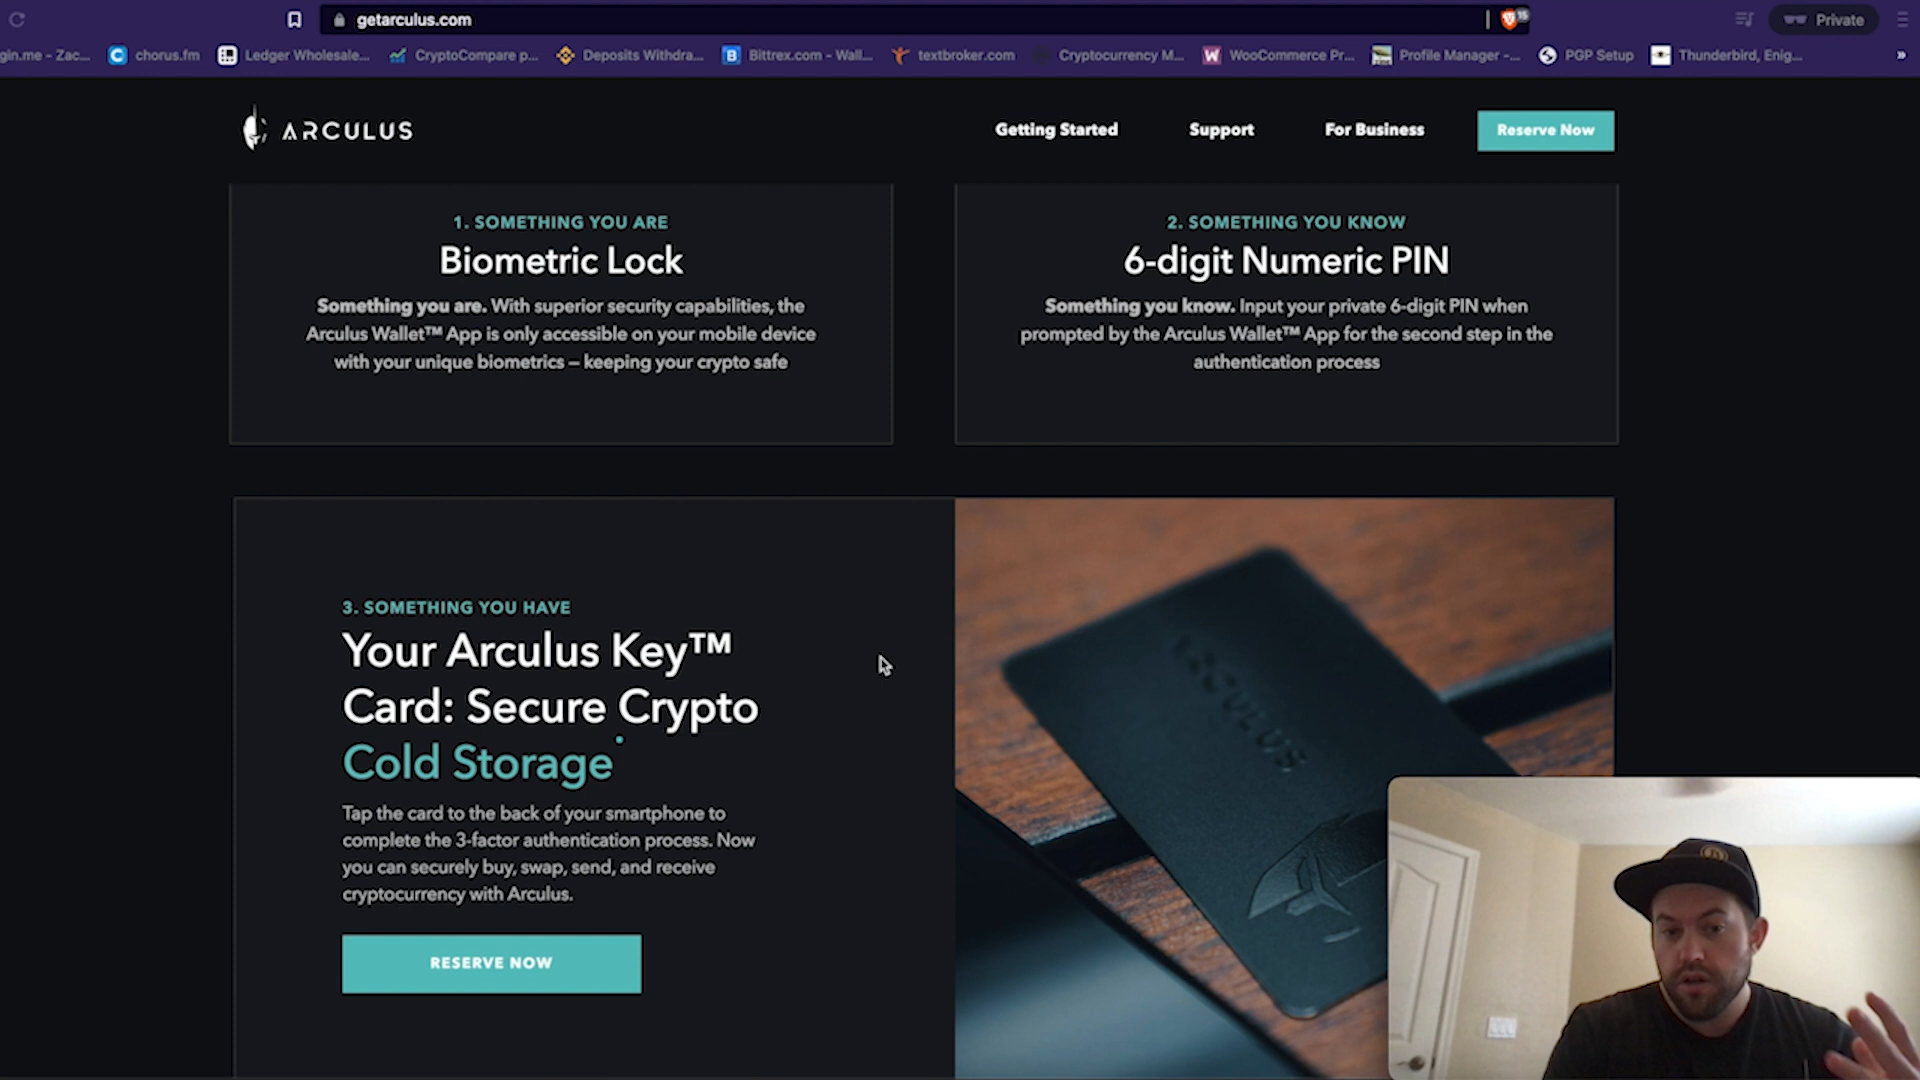 getarculus.com
15
Private
gin.me - Zac...
chorus.fm
Ledger Wholesale...
CryptoCompare p...
Deposits Withdra...
Bittrex.com - Wall...
textbroker.com
Cryptocurrency M...
WooCommerce Pr...
Profile Manager -...
PGP Setup
Thunderbird, Enig...
»
ARCULUS
Getting Started
Support
For Business
Reserve Now
1. SOMETHING YOU ARE
Biometric Lock
Something you are. With superior security capabilities, the
Arculus Wallet™ App is only accessible on your mobile device
with your unique biometrics – keeping your crypto safe
2. SOMETHING YOU KNOW
6-digit Numeric PIN
Something you know. Input your private 6-digit PIN when
prompted by the Arculus Wallet™ App for the second step in the
authentication process
3. SOMETHING YOU HAVE
Your Arculus Key™
Card: Secure Crypto
Cold Storage
Tap the card to the back of your smartphone to
complete the 3-factor authentication process. Now
you can securely buy, swap, send, and receive
cryptocurrency with Arculus.
RESERVE NOW
ARCULUS